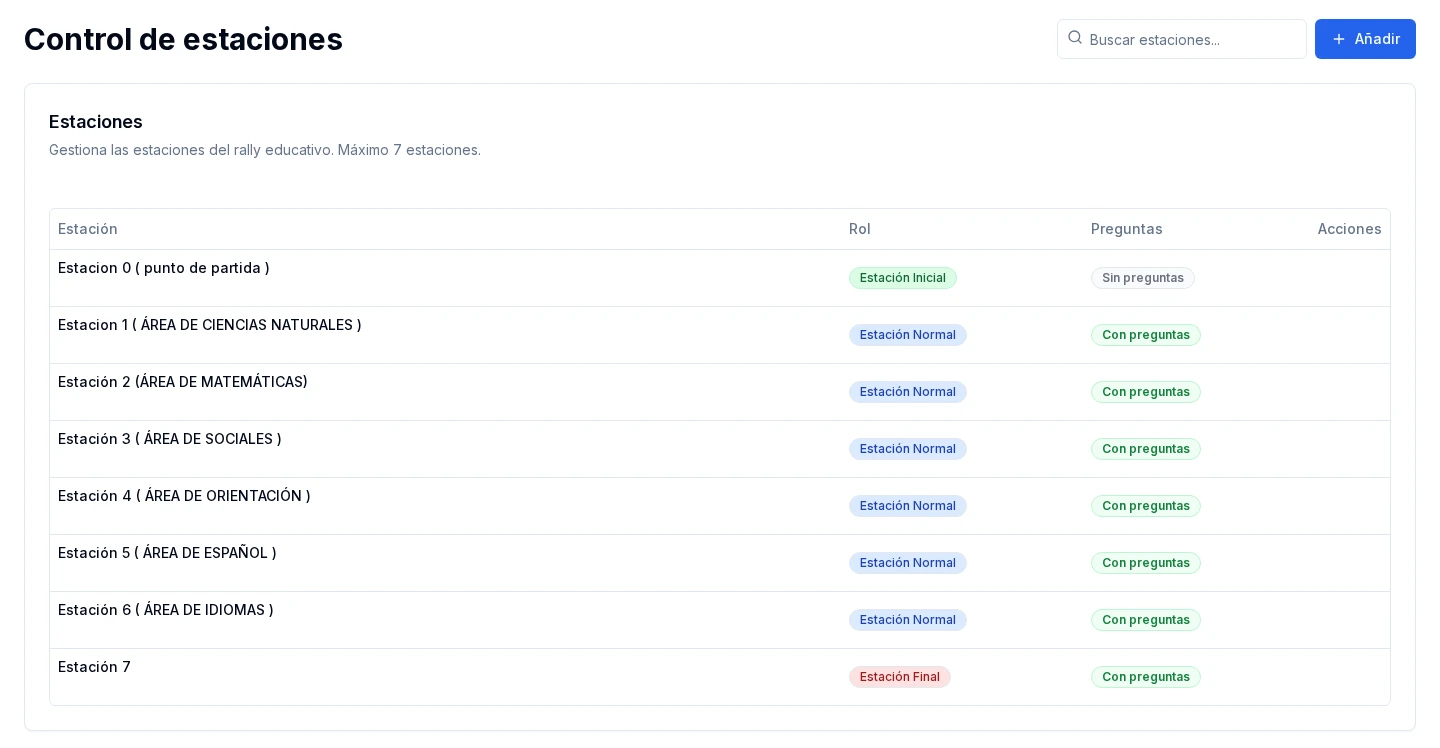 Control de estaciones
Buscar estaciones...
Añadir
Estaciones
Gestiona las estaciones del rally educativo. Máximo 7 estaciones.
Estación Rol Preguntas Acciones
Estacion 0 ( punto de partida ) Estación Inicial Sin preguntas
Estacion 1 ( ÁREA DE CIENCIAS NATURALES ) Estación Normal Con preguntas
Estación 2 (ÁREA DE MATEMÁTICAS) Estación Normal Con preguntas
Estación 3 ( ÁREA DE SOCIALES ) Estación Normal Con preguntas
Estación 4 ( ÁREA DE ORIENTACIÓN ) Estación Normal Con preguntas
Estación 5 ( ÁREA DE ESPAÑOL ) Estación Normal Con preguntas
Estación 6 ( ÁREA DE IDIOMAS ) Estación Normal Con preguntas
Estación 7 Estación Final Con preguntas